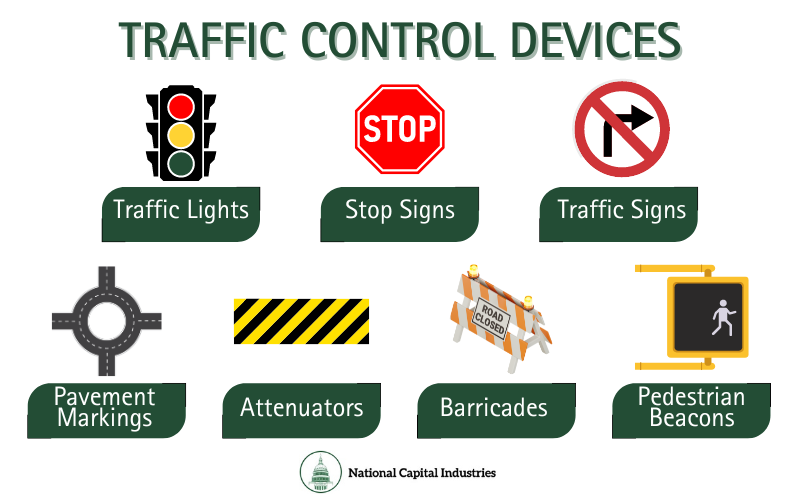 TRAFFIC CONTROL DEVICES
STOP
Traffic Lights
Stop Signs
Traffic Signs
ROAD
CLOSED
Pavement
Markings
Attenuators
Barricades
Pedestrian
Beacons
National Capital Industries